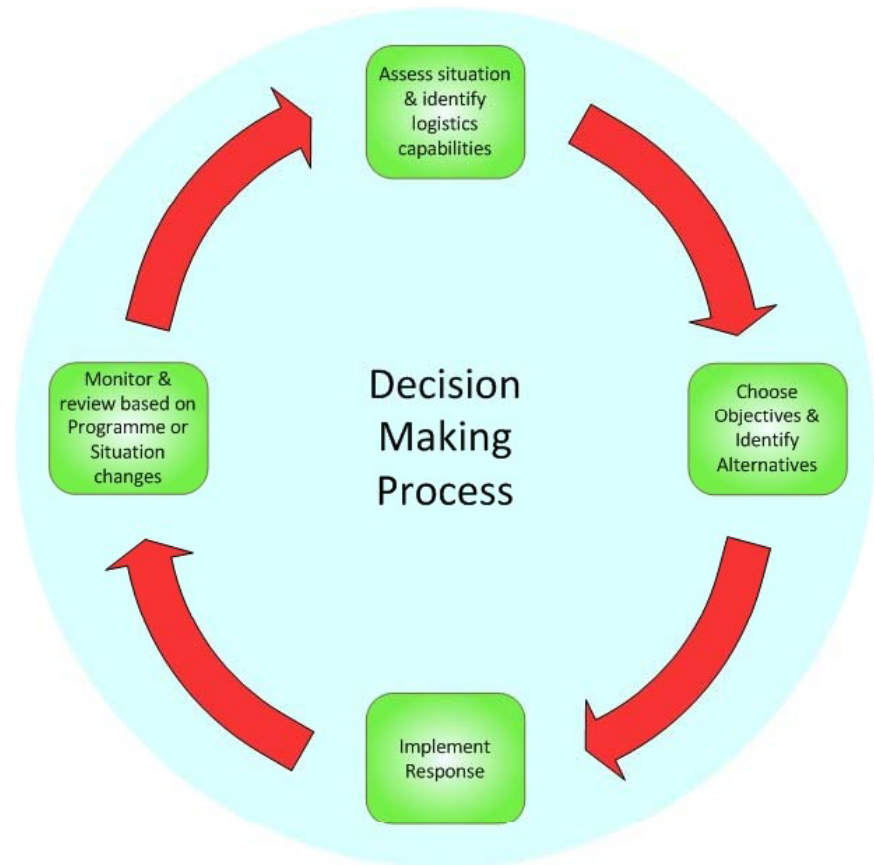 Assess situation
& identify
logistics
capabilities
Monitor &
review based on
Programme or
Situation
changes
Decision
Making
Process
Choose
Objectives &
Identify
Alternatives
Implement
Response